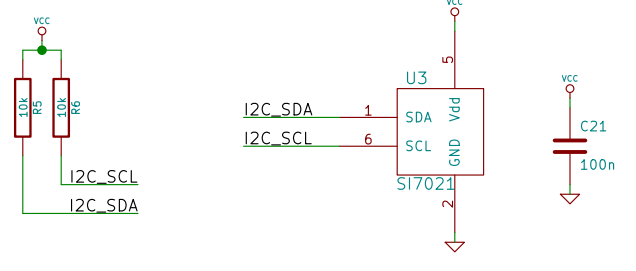 VCC
10k
R5
10k
R6
I2C_SCL
I2C_SDA
VCC
5
U3
I2C_SDA
1
SDA
Vdd
I2C_SCL
6
SCL
GND
SI7021
2
VCC
C21
100n